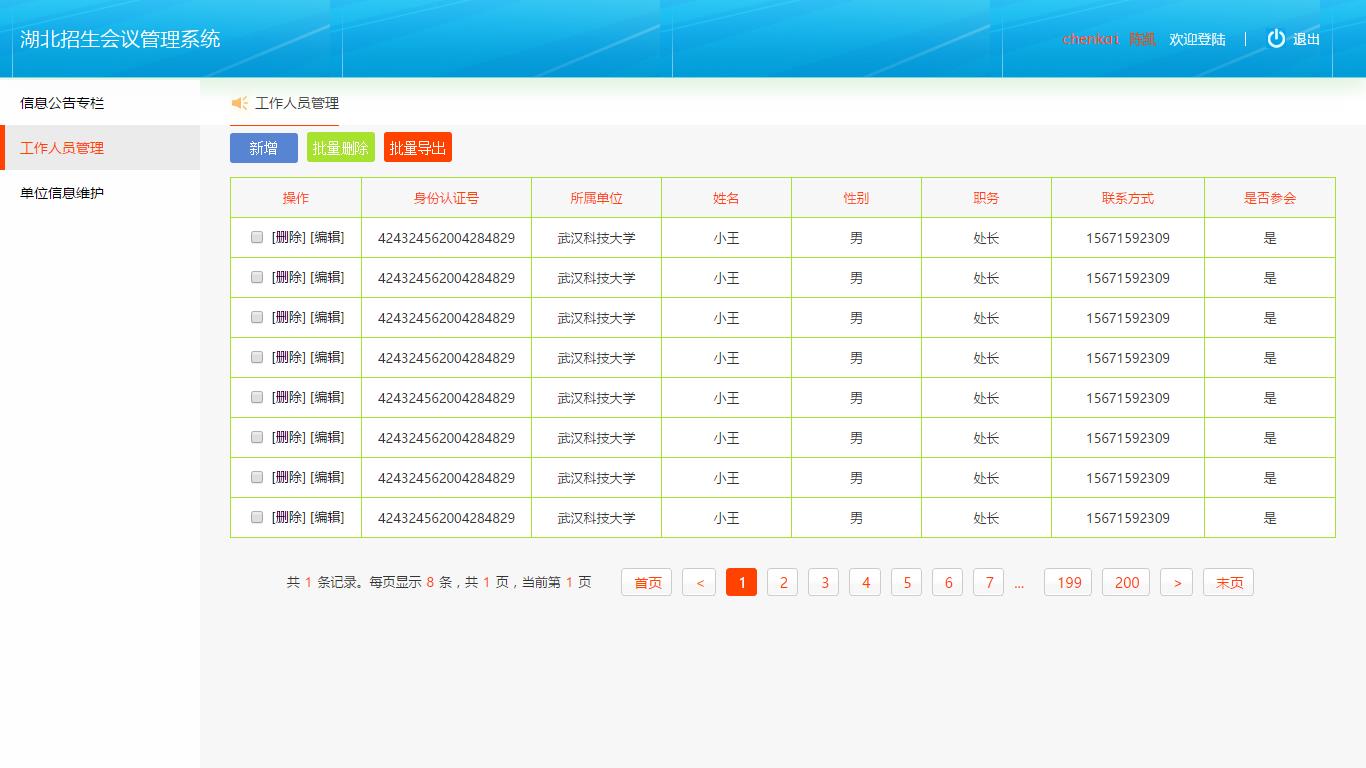 湖北招生会议管理系统
chenkai 陈凯 欢迎登陆 | 退出
信息公告专栏
工作人员管理
单位信息维护
工作人员管理
新增 批量删除 批量导出
操作 身份认证号 所属单位 姓名 性别 职务 联系方式 是否参会
[删除] [编辑] 424324562004284829 武汉科技大学 小王 男 处长 15671592309 是
[删除] [编辑] 424324562004284829 武汉科技大学 小王 男 处长 15671592309 是
[删除] [编辑] 424324562004284829 武汉科技大学 小王 男 处长 15671592309 是
[删除] [编辑] 424324562004284829 武汉科技大学 小王 男 处长 15671592309 是
[删除] [编辑] 424324562004284829 武汉科技大学 小王 男 处长 15671592309 是
[删除] [编辑] 424324562004284829 武汉科技大学 小王 男 处长 15671592309 是
[删除] [编辑] 424324562004284829 武汉科技大学 小王 男 处长 15671592309 是
[删除] [编辑] 424324562004284829 武汉科技大学 小王 男 处长 15671592309 是
共 1 条记录。每页显示 8 条，共 1 页，当前第 1 页 首页 < 1 2 3 4 5 6 7 ... 199 200 > 末页